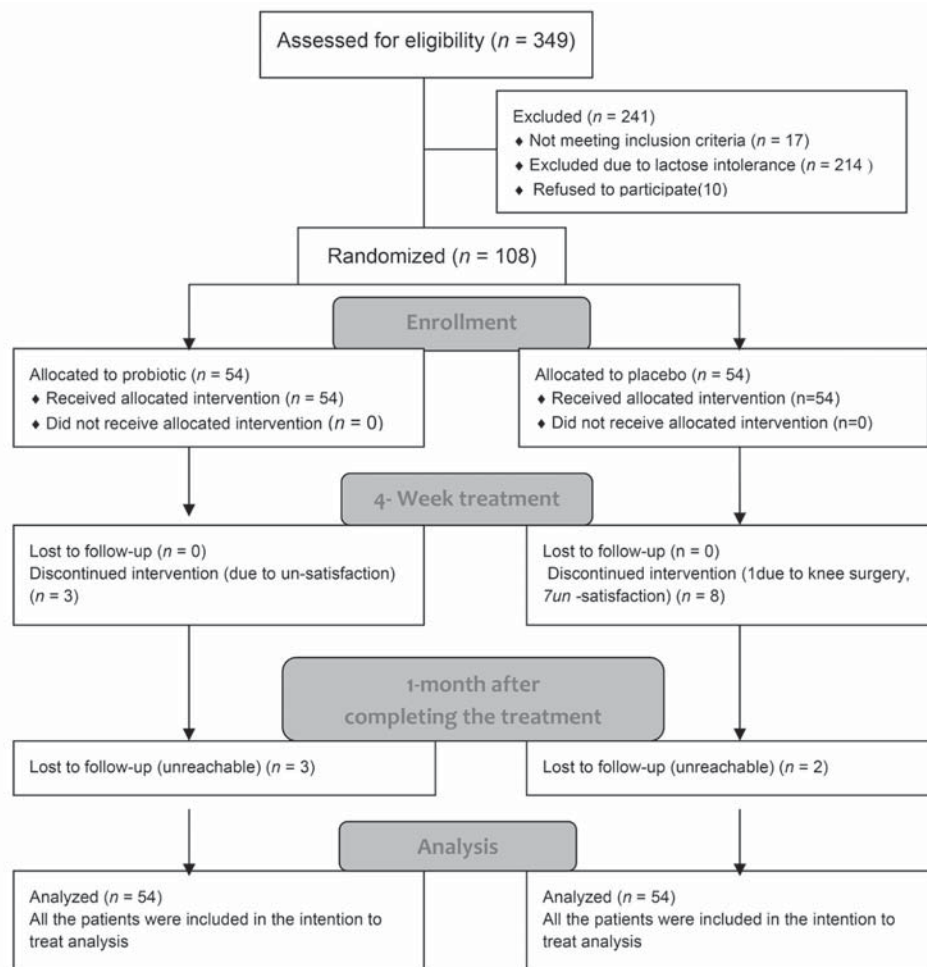 Assessed for eligibility (n = 349)
Excluded (n = 241)
♦ Not meeting inclusion criteria (n = 17)
♦ Excluded due to lactose intolerance (n = 214 )
♦ Refused to participate(10)
Randomized (n = 108)
Enrollment
Allocated to probiotic (n = 54)
♦ Received allocated intervention (n = 54)
♦ Did not receive allocated intervention (n = 0)
Allocated to placebo (n = 54)
♦ Received allocated intervention (n=54)
♦ Did not receive allocated intervention (n=0)
4- Week treatment
Lost to follow-up (n = 0)
Discontinued intervention (due to un-satisfaction)
(n = 3)
Lost to follow-up (n = 0)
Discontinued intervention (1due to knee surgery,
7un -satisfaction) (n = 8)
1-month after
completing the treatment
Lost to follow-up (unreachable) (n = 3)
Lost to follow-up (unreachable) (n = 2)
Analysis
Analyzed (n = 54)
All the patients were included in the intention to
treat analysis
Analyzed (n = 54)
All the patients were included in the intention to
treat analysis